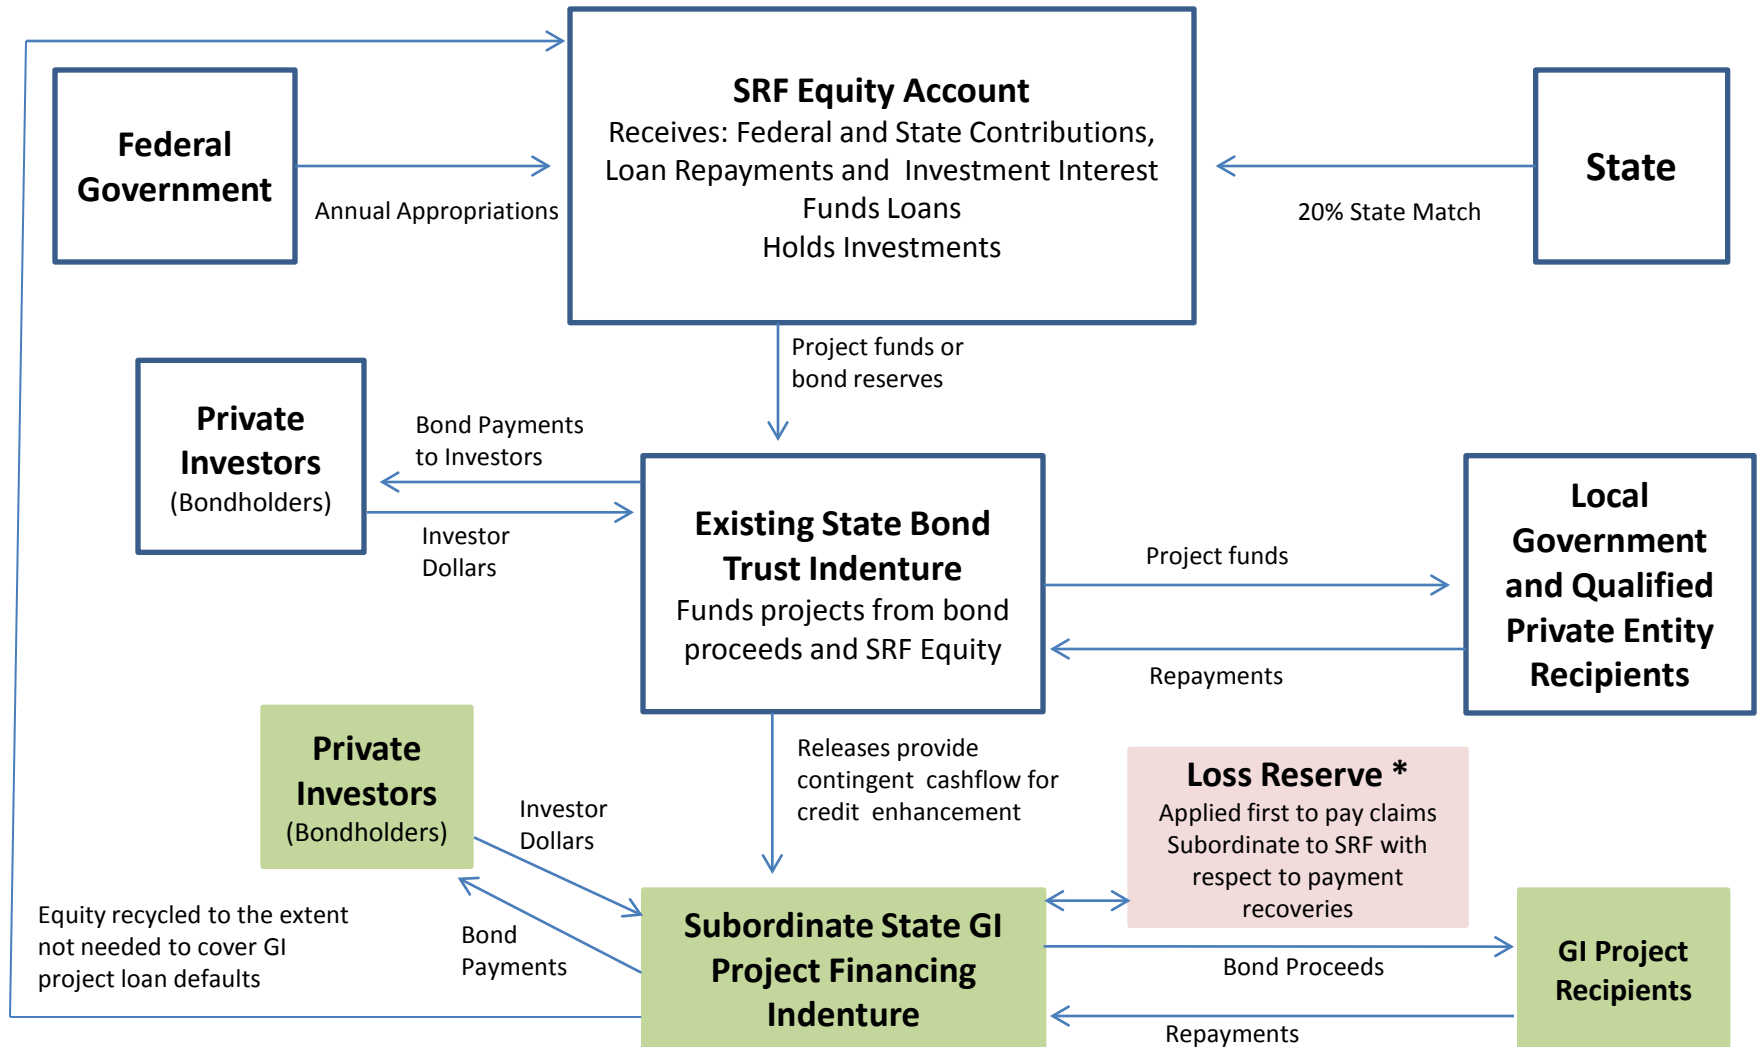 SRF Equity Account
Receives: Federal and State Contributions,
Loan Repayments and Investment Interest
Funds Loans
Holds Investments
Federal
Government
Annual Appropriations
State
20% State Match
Project funds or
bond reserves
Private
Investors
(Bondholders)
Bond Payments
to Investors
Investor
Dollars
Existing State Bond
Trust Indenture
Funds projects from bond
proceeds and SRF Equity
Project funds
Repayments
Local
Government
and Qualified
Private Entity
Recipients
Private
Investors
(Bondholders)
Investor
Dollars
Bond
Payments
Releases provide
contingent cashflow for
credit enhancement
Loss Reserve *
Applied first to pay claims
Subordinate to SRF with
respect to payment
recoveries
Equity recycled to the extent
not needed to cover GI
project loan defaults
Subordinate State GI
Project Financing
Indenture
Bond Proceeds
Repayments
GI Project
Recipients